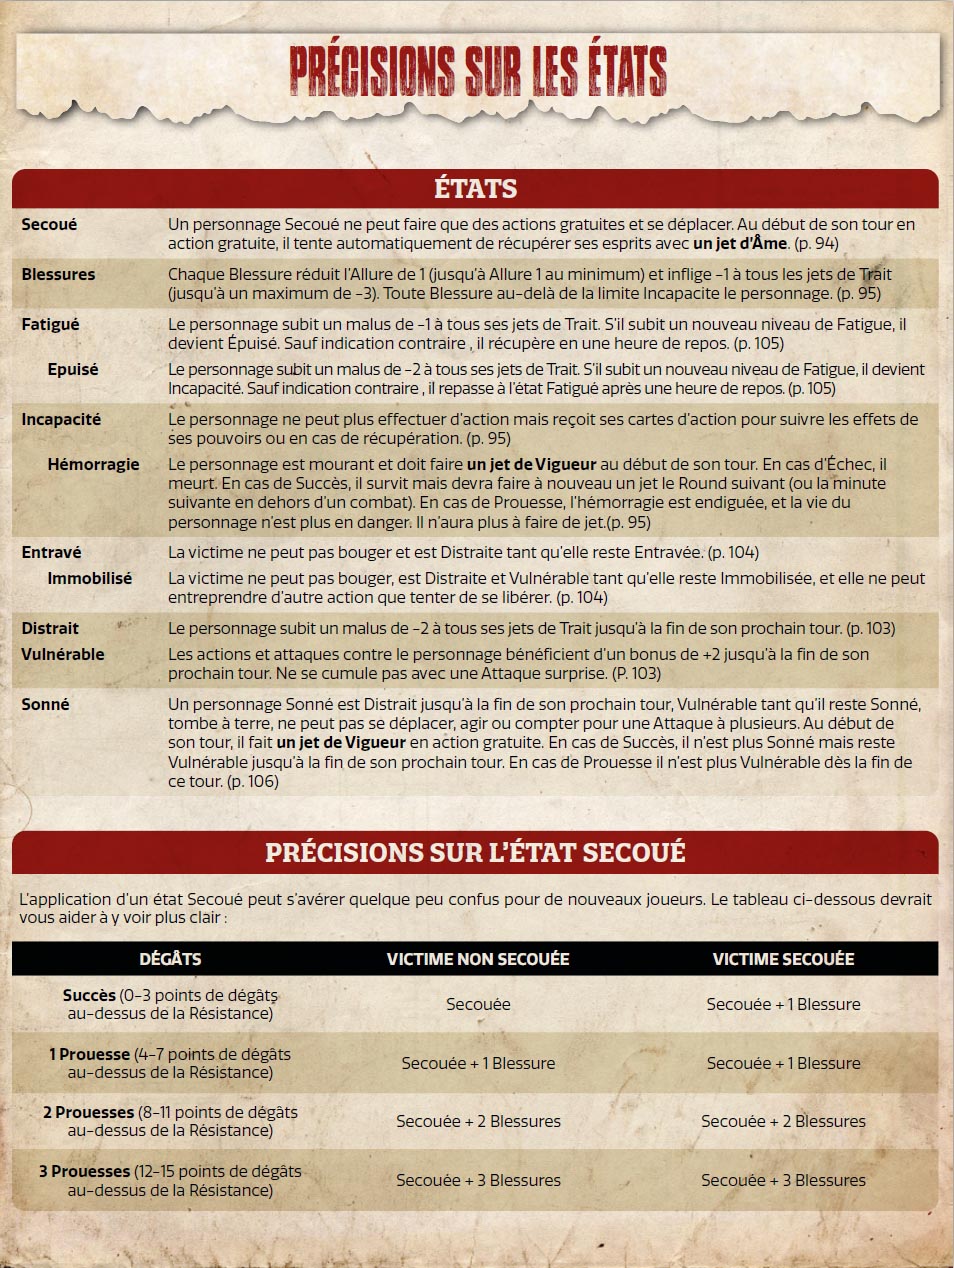 PRÉCISIONS SUR LES ÉTATS
ÉTATS
Secoué
Un personnage Secoué ne peut faire que des actions gratuites et se déplacer. Au début de son tour en
action gratuite, il tente automatiquement de récupérer ses esprits avec un jet d'Âme. (p. 94)
Blessures
Chaque Blessure réduit l'Allure de 1 (jusqu'à Allure 1 au minimum) et inflige -1 à tous les jets de Trait
(jusqu'à un maximum de -3). Toute Blessure au-delà de la limite Incapacite le personnage. (p. 95)
Fatigué
Le personnage subit un malus de -1 à tous ses jets de Trait. S'il subit un nouveau niveau de Fatigue, il
devient Épuisé. Sauf indication contraire , il récupère en une heure de repos. (p. 105)
Epuisé
Le personnage subit un malus de -2 à tous ses jets de Trait. S'il subit un nouveau niveau de Fatigue, il devient
Incapacité. Sauf indication contraire , il repasse à l'état Fatigué après une heure de repos. (p. 105)
Incapacité
Le personnage ne peut plus effectuer d'action mais reçoit ses cartes d'action pour suivre les effets de
ses pouvoirs ou en cas de récupération. (p. 95)
Hémorragie
Le personnage est mourant et doit faire un jet de Vigueur au début de son tour. En cas d'Échec, il
meurt. En cas de Succès, il survit mais devra faire à nouveau un jet le Round suivant (ou la minute
suivante en dehors d'un combat). En cas de Prouesse, l'hémorragie est endiguée, et la vie du
personnage n'est plus en danger. Il n'aura plus à faire de jet.(p. 95)
Entravé
La victime ne peut pas bouger et est Distraite tant qu'elle reste Entravée. (p. 104)
Immobilisé
La victime ne peut pas bouger, est Distraite et Vulnérable tant qu'elle reste Immobilisée, et elle ne peut
entreprendre d'autre action que tenter de se libérer. (p. 104)
Distrait
Le personnage subit un malus de -2 à tous ses jets de Trait jusqu'à la fin de son prochain tour. (p. 103)
Vulnérable
Les actions et attaques contre le personnage bénéficient d'un bonus de +2 jusqu'à la fin de son
prochain tour. Ne se cumule pas avec une Attaque surprise. (P. 103)
Sonné
Un personnage Sonné est Distrait jusqu'à la fin de son prochain tour, Vulnérable tant qu'il reste Sonné,
tombe à terre, ne peut pas se déplacer, agir ou compter pour une Attaque à plusieurs. Au début de
son tour, il fait un jet de Vigueur en action gratuite. En cas de Succès, il n'est plus Sonné mais reste
Vulnérable jusqu'à la fin de son prochain tour. En cas de Prouesse il n'est plus Vulnérable dès la fin de
ce tour. (p. 106)
PRÉCISIONS SUR L'ÉTAT SECOUÉ
L'application d'un état Secoué peut s'avérer quelque peu confus pour de nouveaux joueurs. Le tableau ci-dessous devrait
vous aider à y voir plus clair :
DÉGÂTS VICTIME NON SECOUÉE VICTIME SECOUÉE
Succès (0-3 points de dégâts
au-dessus de la Résistance)
Secouée
Secouée + 1 Blessure
1 Prouesse (4-7 points de dégâts
au-dessus de la Résistance)
Secouée + 1 Blessure
Secouée + 1 Blessure
2 Prouesses (8-11 points de dégâts
au-dessus de la Résistance)
Secouée + 2 Blessures
Secouée + 2 Blessures
3 Prouesses (12-15 points de dégâts
au-dessus de la Résistance)
Secouée + 3 Blessures
Secouée + 3 Blessures